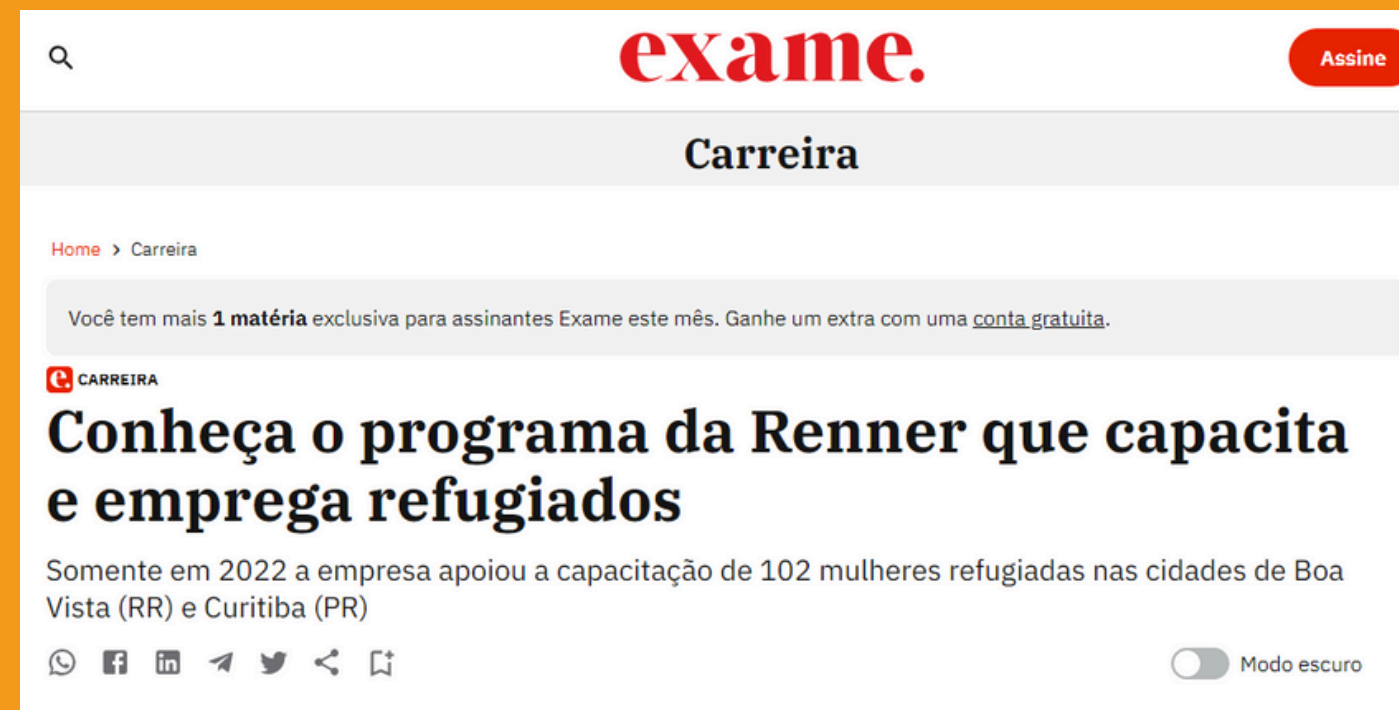 exame.
Assine
Carreira
Home > Carreira
Você tem mais 1 matéria exclusiva para assinantes Exame este mês. Ganhe um extra com uma conta gratuita.
e. CARREIRA
Conheça o programa da Renner que capacita
e emprega refugiados
Somente em 2022 a empresa apoiou a capacitação de 102 mulheres refugiadas nas cidades de Boa
Vista (RR) e Curitiba (PR)
Modo escuro